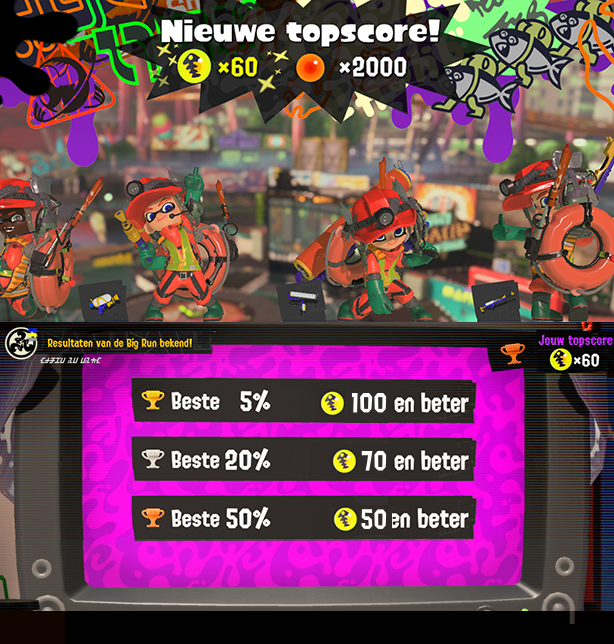 Nieuwe topscore!
×60 ×2000
Resultaten van de Big Run bekend!
Jouw topscore
×60
Beste 5% 100 en beter
Beste 20% 70 en beter
Beste 50% 50 en beter